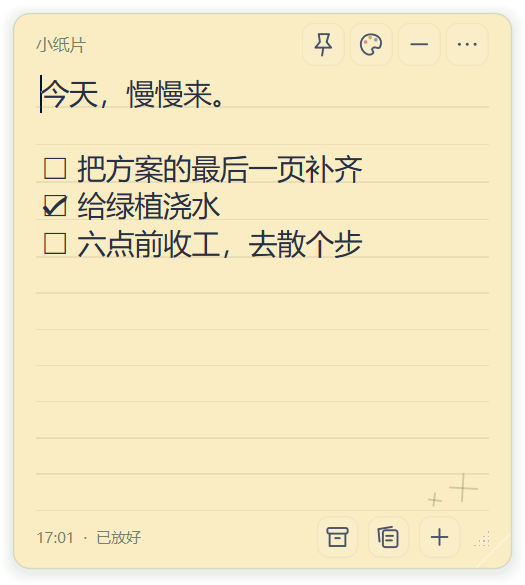 小纸片
今天，慢慢来。
☐ 把方案的最后一页补齐
☑ 给绿植浇水
☐ 六点前收工，去散个步
17:01 · 已放好